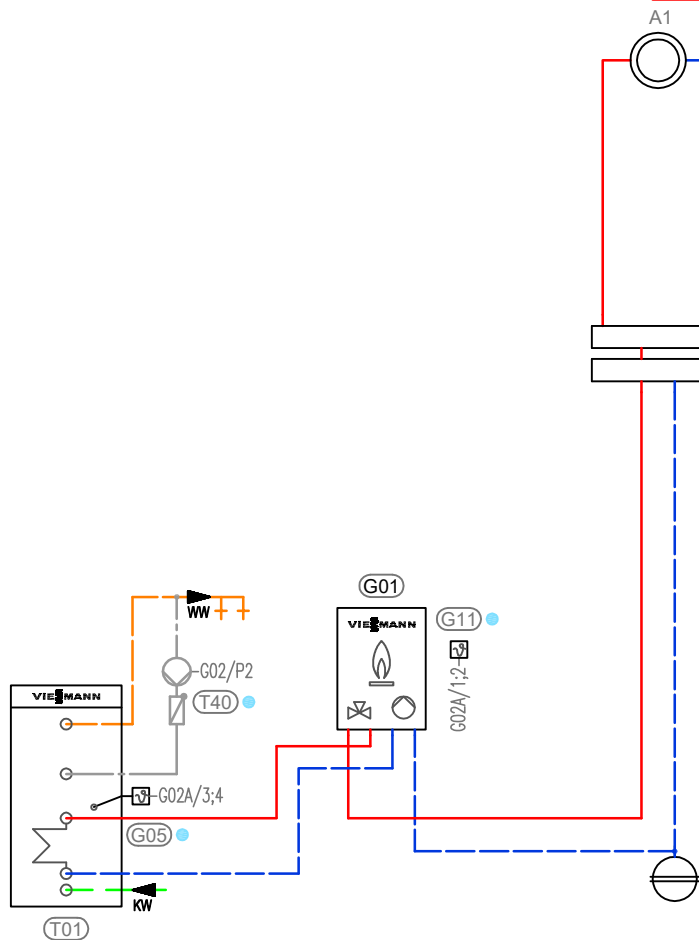 A1
G01
VIESMANN
G11
G02A/1;2
WW
G02/P2
T40
VIESMANN
G02A/3;4
G05
KW
T01